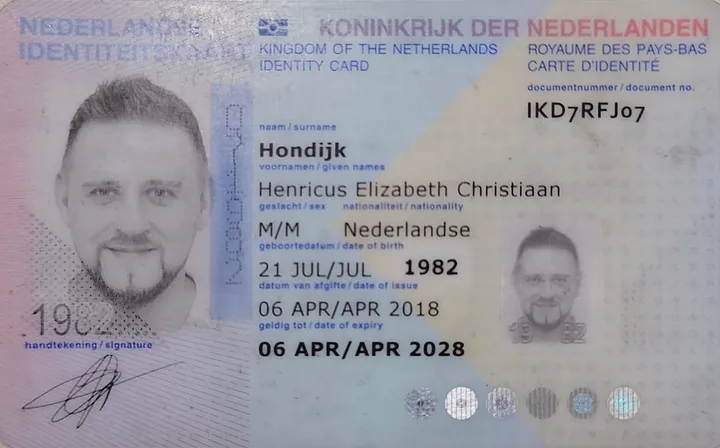 NEDERLANDSE
IDENTITEITSKAART
KONINKRIJK DER NEDERLANDEN
KINGDOM OF THE NETHERLANDS
IDENTITY CARD
ROYAUME DES PAYS-BAS
CARTE D'IDENTITÉ
documentnummer / document no.
IKD7RFJ07
naam / surname
Hondijk
voornamen / given names
Henricus Elizabeth Christiaan
geslacht / sex nationaliteit / nationality
M/M Nederlandse
geboortedatum / date of birth
21 JUL/JUL 1982
datum van afgifte / date of issue
06 APR/APR 2018
geldig tot / date of expiry
06 APR/APR 2028
1982
handtekening / signature
19 82